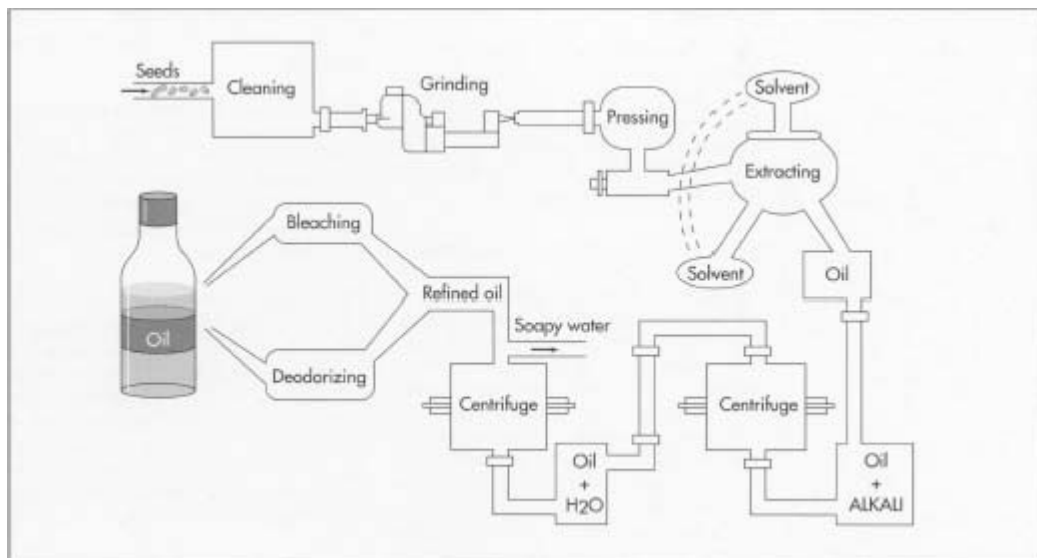 Seeds
Cleaning
Grinding
Pressing
Solvent
Extracting
Solvent
Oil
Oil
+
ALKALI
Centrifuge
Oil
+
H2O
Centrifuge
Soapy water
Refined oil
Bleaching
Deodorizing
Oil